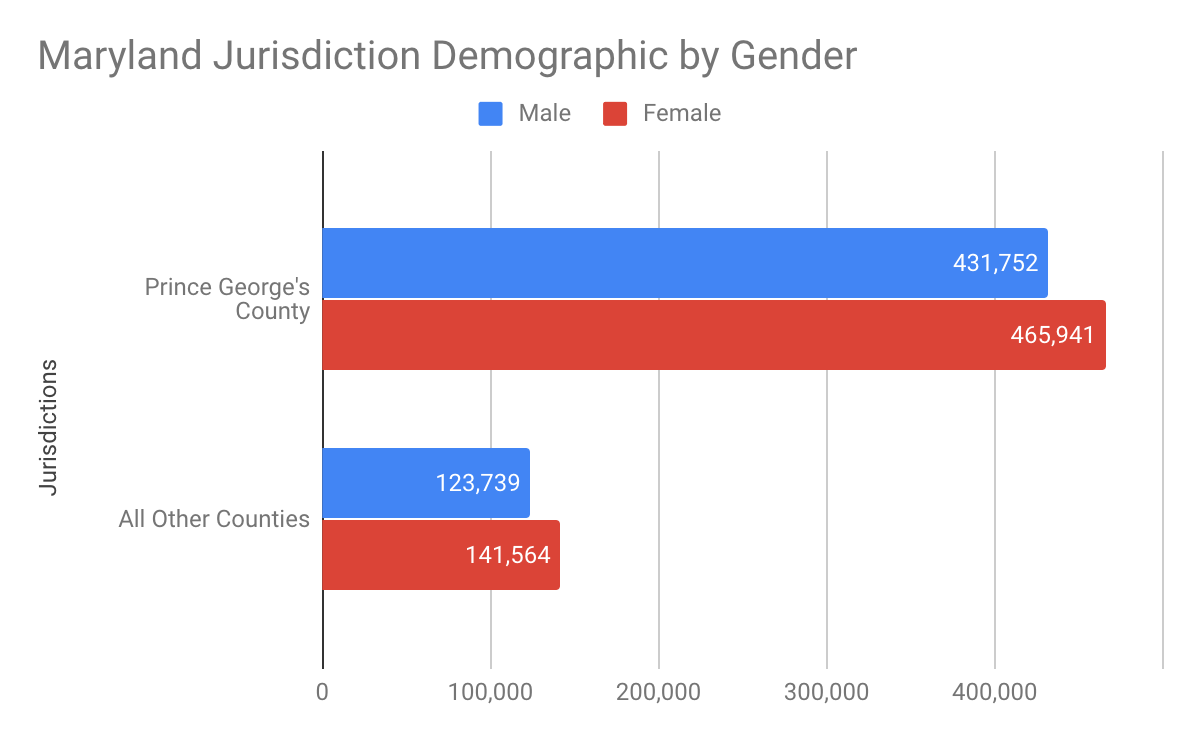 Maryland Jurisdiction Demographic by Gender
Male Female
Prince George's
County
431,752
465,941
Jurisdictions
All Other Counties
123,739
141,564
0 100,000 200,000 300,000 400,000